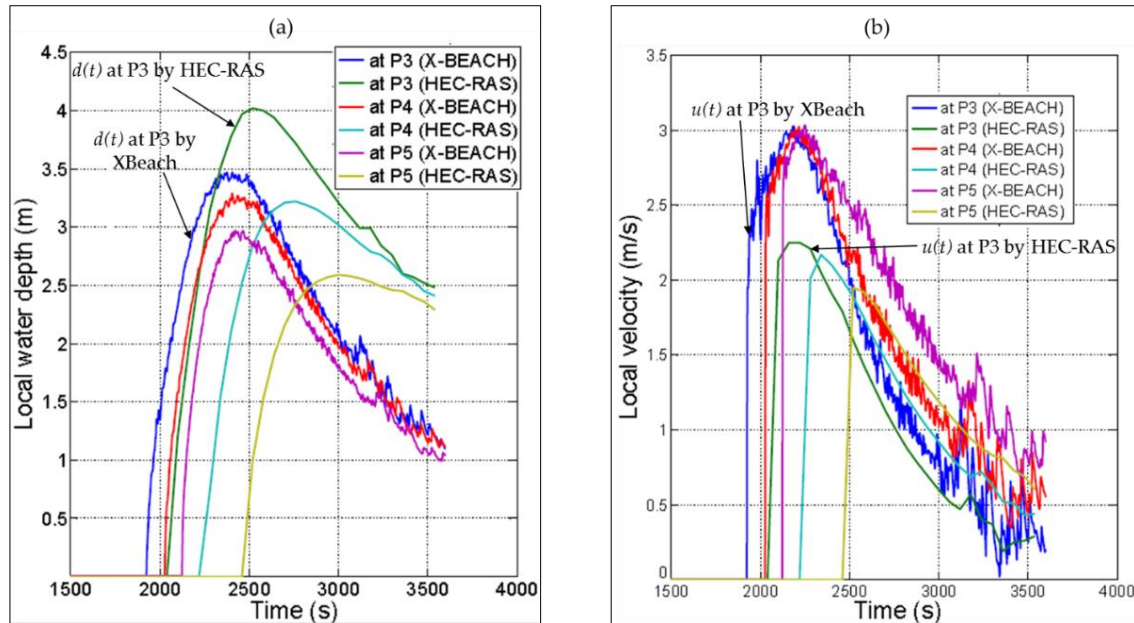 (a)
4.5
4
3.5
3
2.5
2
1.5
1
0.5
Local water depth (m)
d(t) at P3 by HEC-RAS
d(t) at P3 by
XBeach
at P3 (X-BEACH)
at P3 (HEC-RAS)
at P4 (X-BEACH)
at P4 (HEC-RAS)
at P5 (X-BEACH)
at P5 (HEC-RAS)
1500 2000 2500 3000 3500 4000
Time (s)
(b)
3.5
3
2.5
2
1.5
1
0.5
0
Local velocity (m/s)
u(t) at P3 by XBeach
at P3 (X-BEACH)
at P3 (HEC-RAS)
at P4 (X-BEACH)
at P4 (HEC-RAS)
at P5 (X-BEACH)
at P5 (HEC-RAS)
u(t) at P3 by HEC-RAS
1500 2000 2500 3000 3500 4000
Time (s)